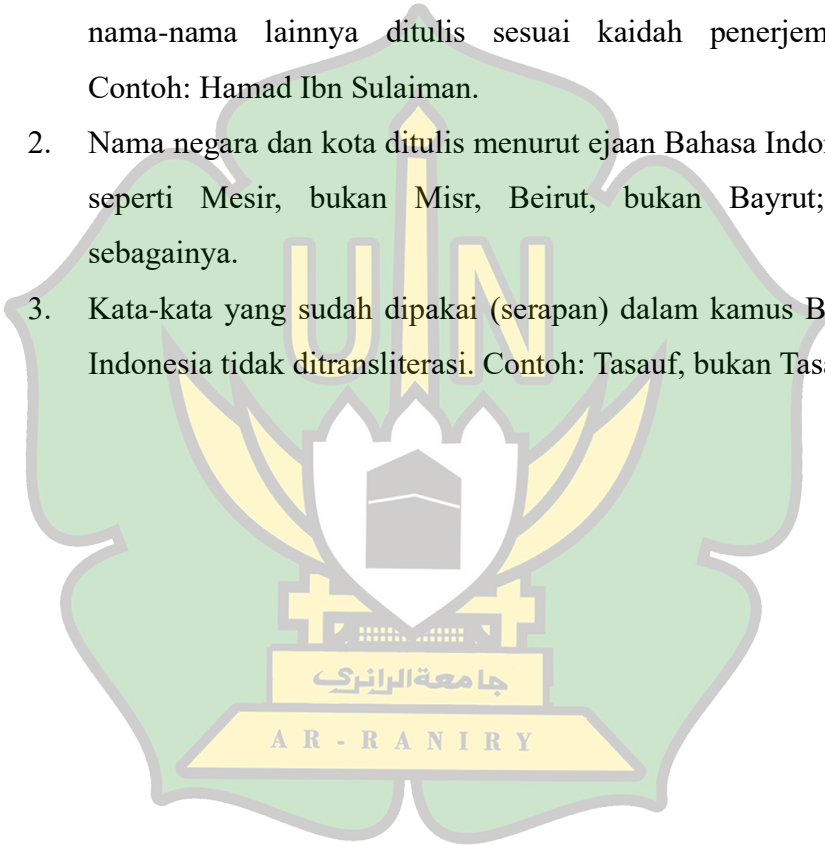 nama-nama lainnya ditulis sesuai kaidah penerjem
Contoh: Hamad Ibn Sulaiman.
2. Nama negara dan kota ditulis menurut ejaan Bahasa Indo
seperti Mesir, bukan Misr, Beirut, bukan Bayrut;
sebagainya.
3. Kata-kata yang sudah dipakai (serapan) dalam kamus B
Indonesia tidak ditransliterasi. Contoh: Tasauf, bukan Tasa
UIN
جامعة الرانري
AR-RANIRY